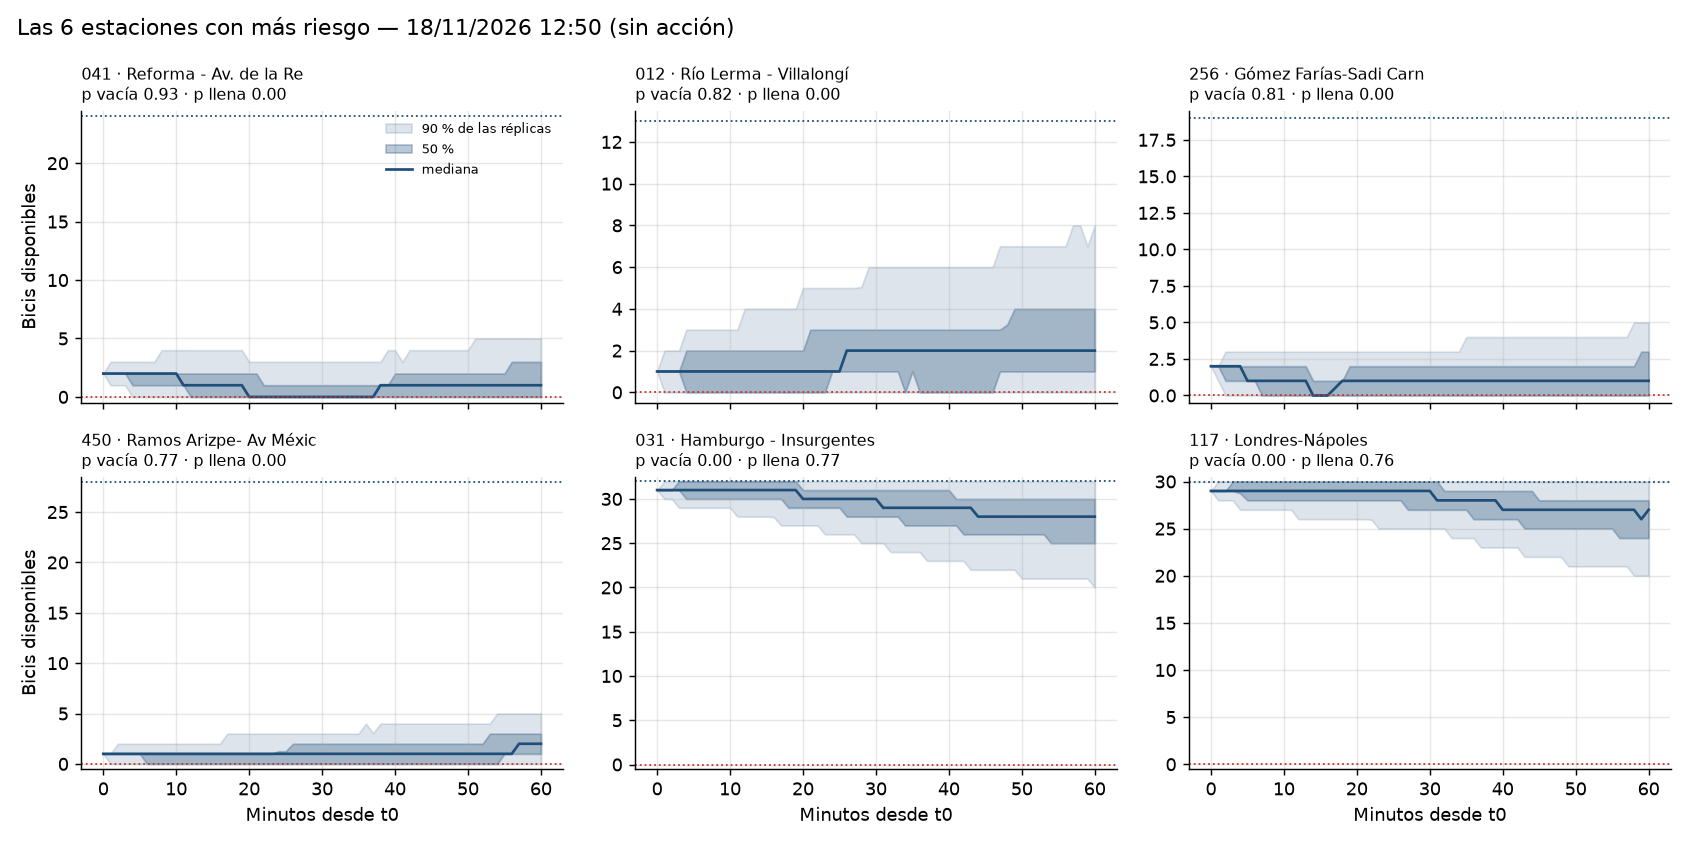 Las 6 estaciones con más riesgo — 18/11/2026 12:50 (sin acción)
041 · Reforma - Av. de la Re
p vacía 0.93 · p llena 0.00
90 % de las réplicas
50 %
mediana
20
15
10
5
0
Bicis disponibles
012 · Río Lerma - Villalongí
p vacía 0.82 · p llena 0.00
12
10
8
6
4
2
0
256 · Gómez Farías-Sadi Carn
p vacía 0.81 · p llena 0.00
17.5
15.0
12.5
10.0
7.5
5.0
2.5
0.0
450 · Ramos Arizpe- Av Méxic
p vacía 0.77 · p llena 0.00
25
20
15
10
5
0
Bicis disponibles
0 10 20 30 40 50 60
Minutos desde t0
031 · Hamburgo - Insurgentes
p vacía 0.00 · p llena 0.77
30
25
20
15
10
5
0
0 10 20 30 40 50 60
Minutos desde t0
117 · Londres-Nápoles
p vacía 0.00 · p llena 0.76
30
25
20
15
10
5
0
0 10 20 30 40 50 60
Minutos desde t0